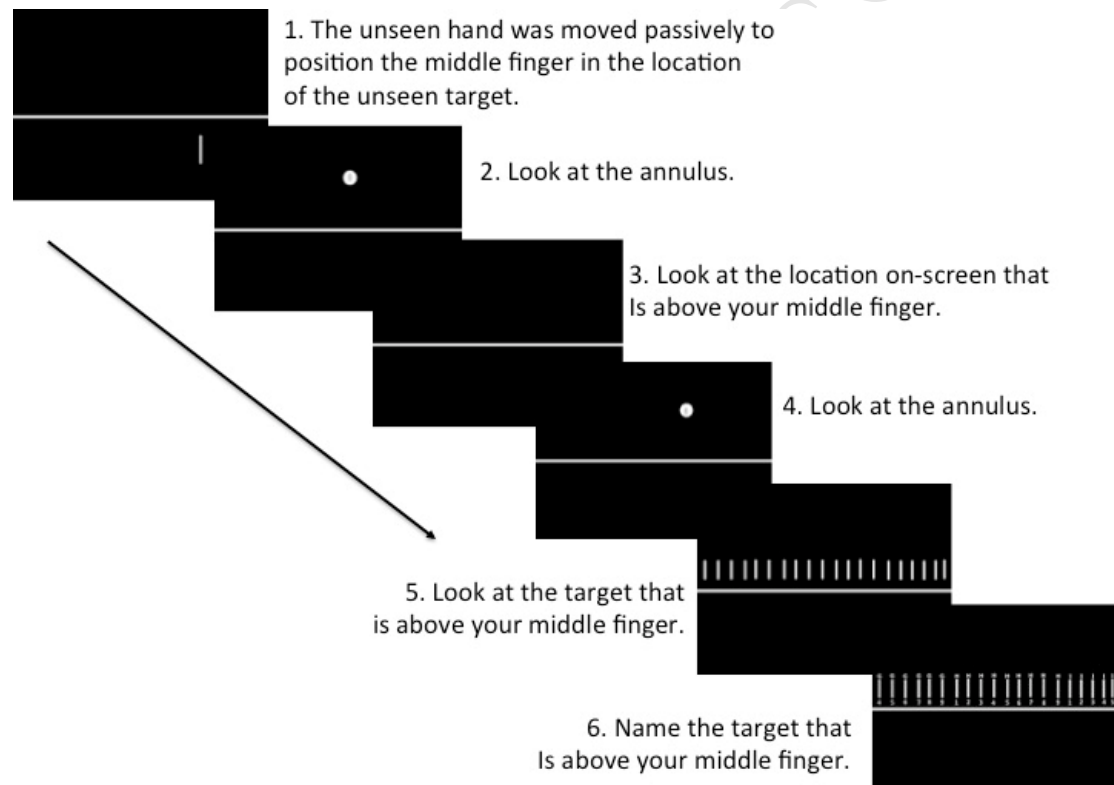 1. The unseen hand was moved passively to
position the middle finger in the location
of the unseen target.
2. Look at the annulus.
3. Look at the location on-screen that
Is above your middle finger.
4. Look at the annulus.
5. Look at the target that
is above your middle finger.
6. Name the target that
Is above your middle finger.